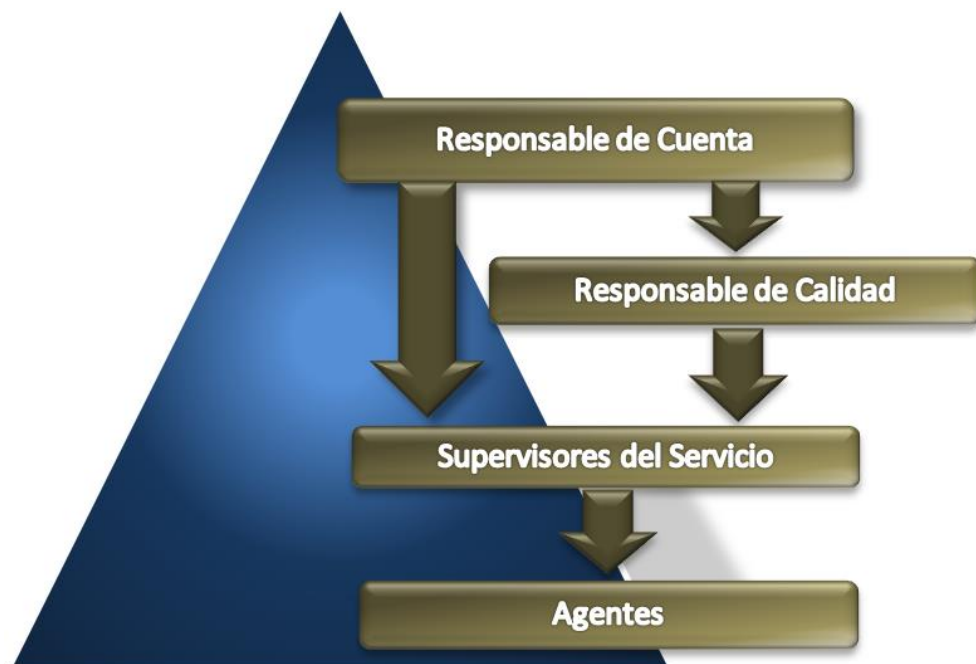 Responsable de Cuenta
Responsable de Calidad
Supervisores del Servicio
Agentes